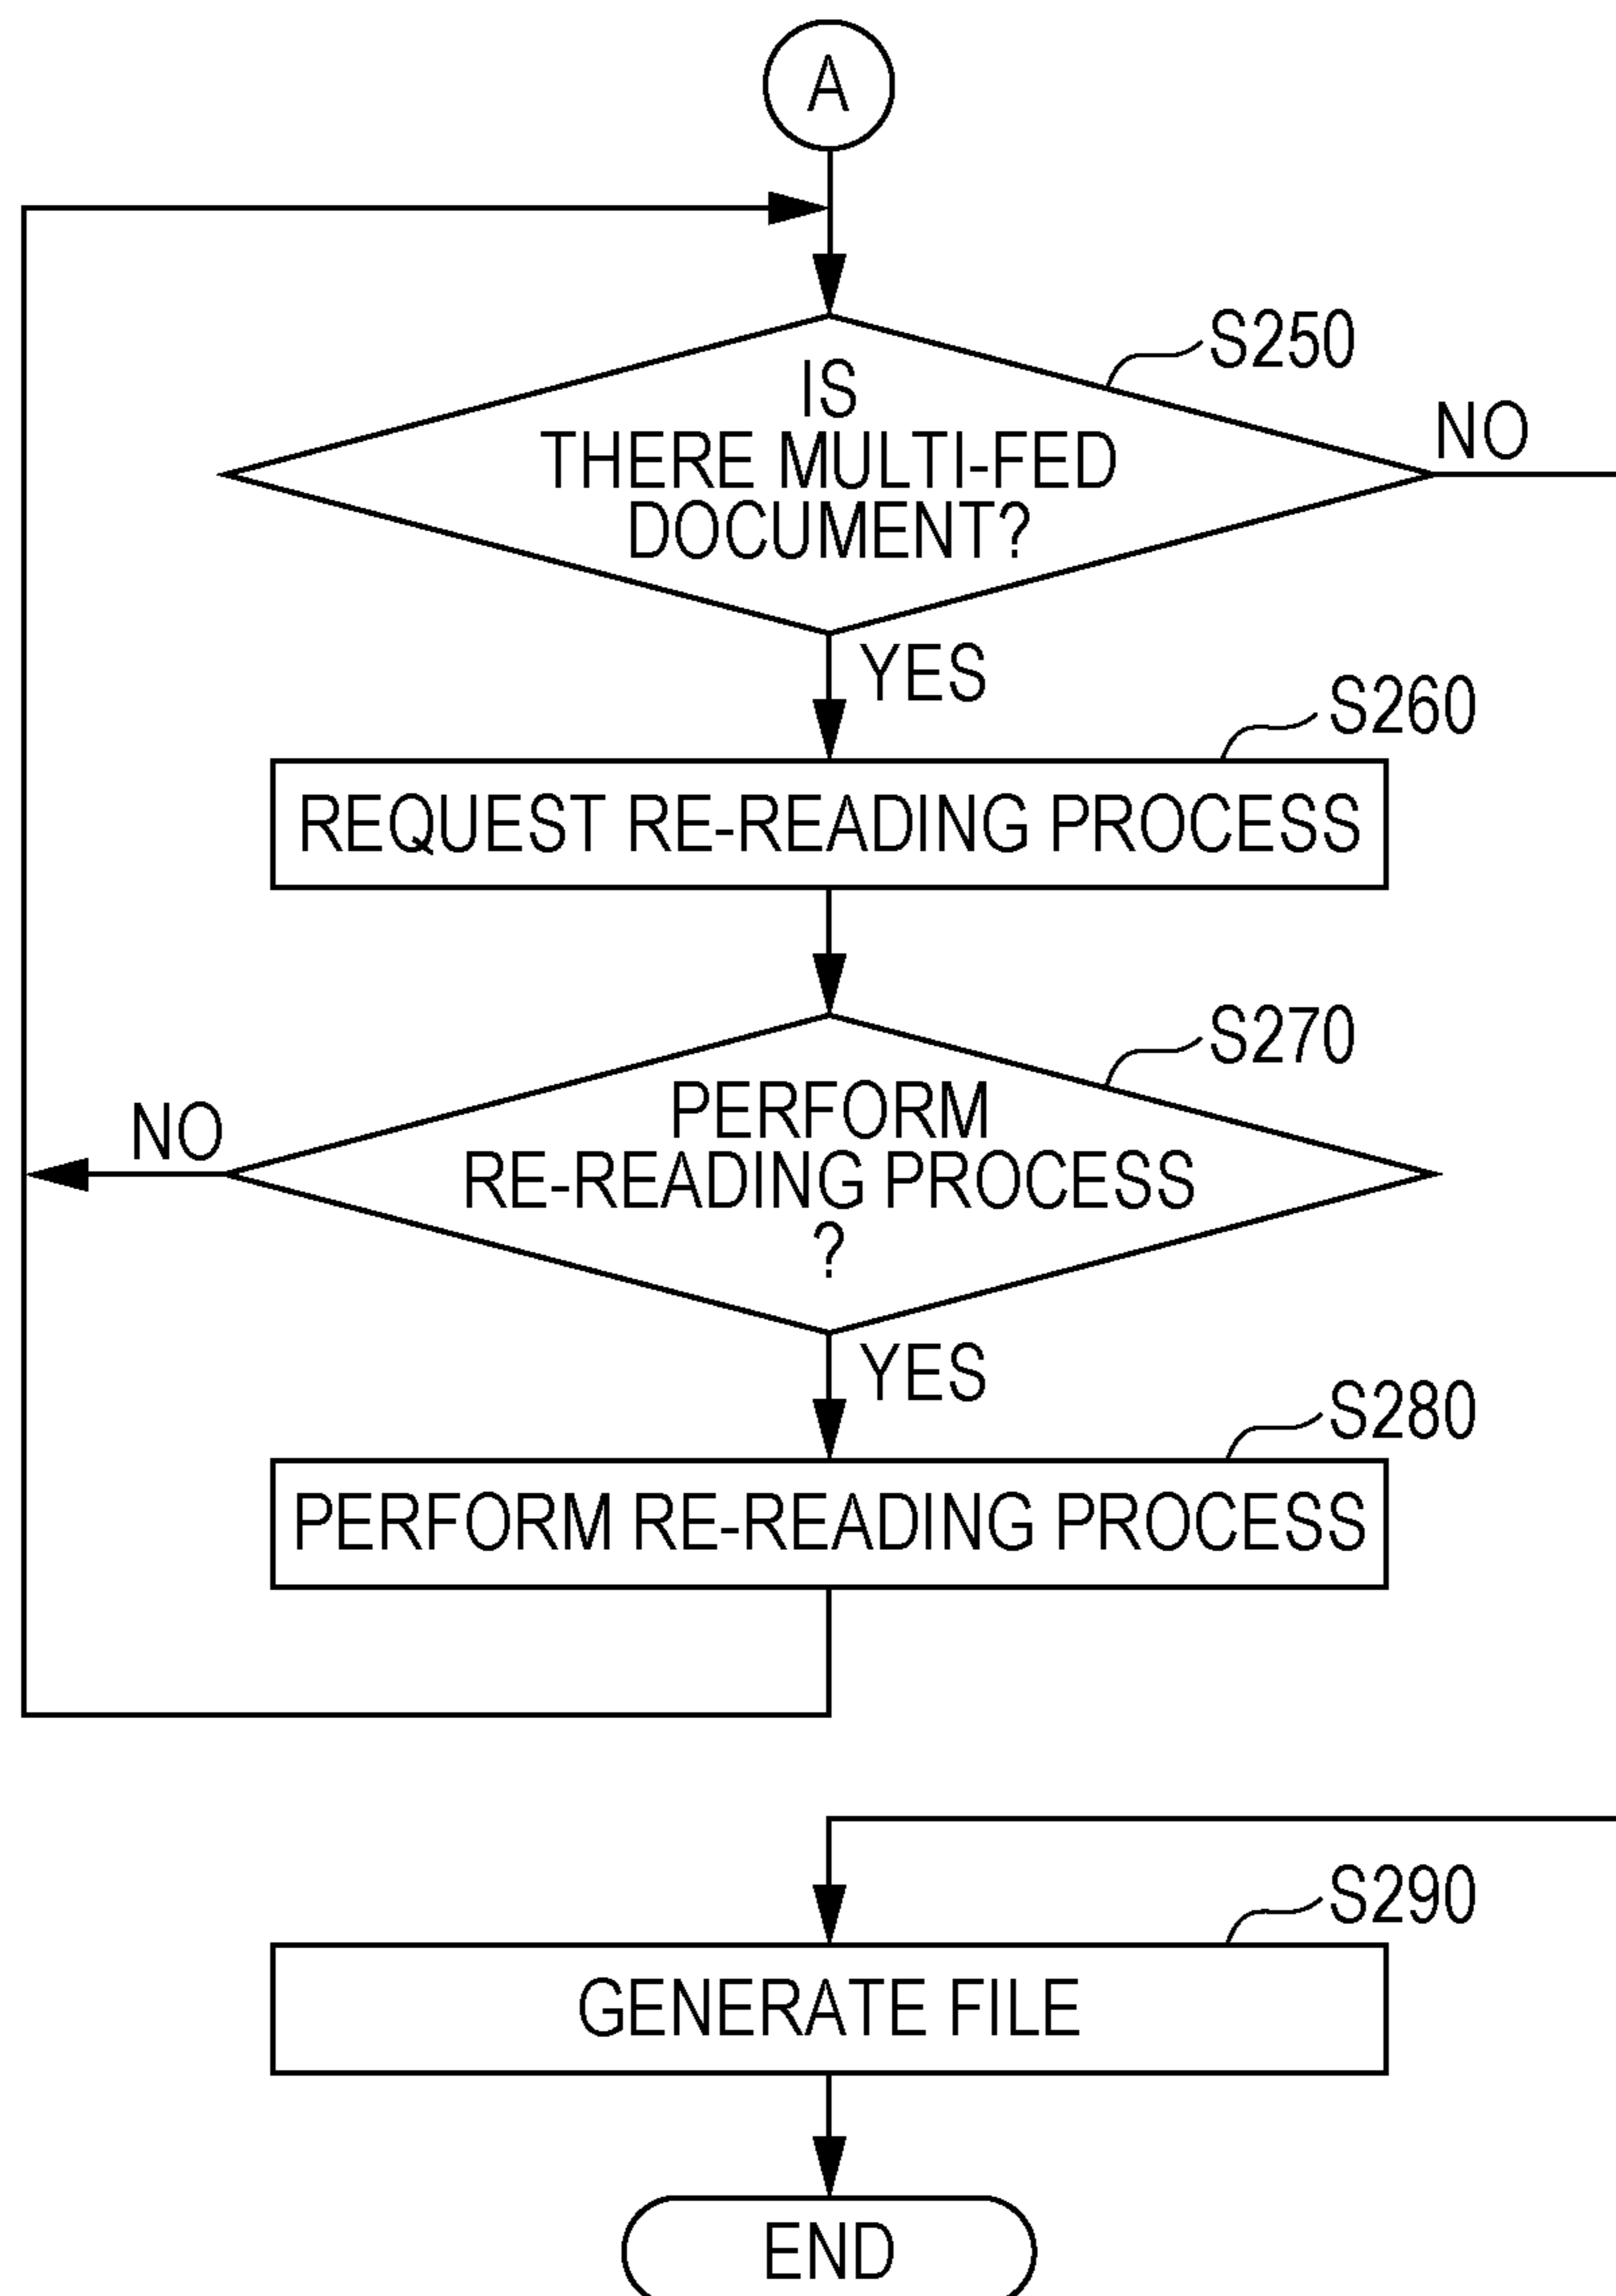 A
S250
IS
THERE MULTI-FED
DOCUMENT?
NO
YES
S260
REQUEST RE-READING PROCESS
S270
PERFORM
RE-READING PROCESS
?
NO
YES
S280
PERFORM RE-READING PROCESS
S290
GENERATE FILE
END